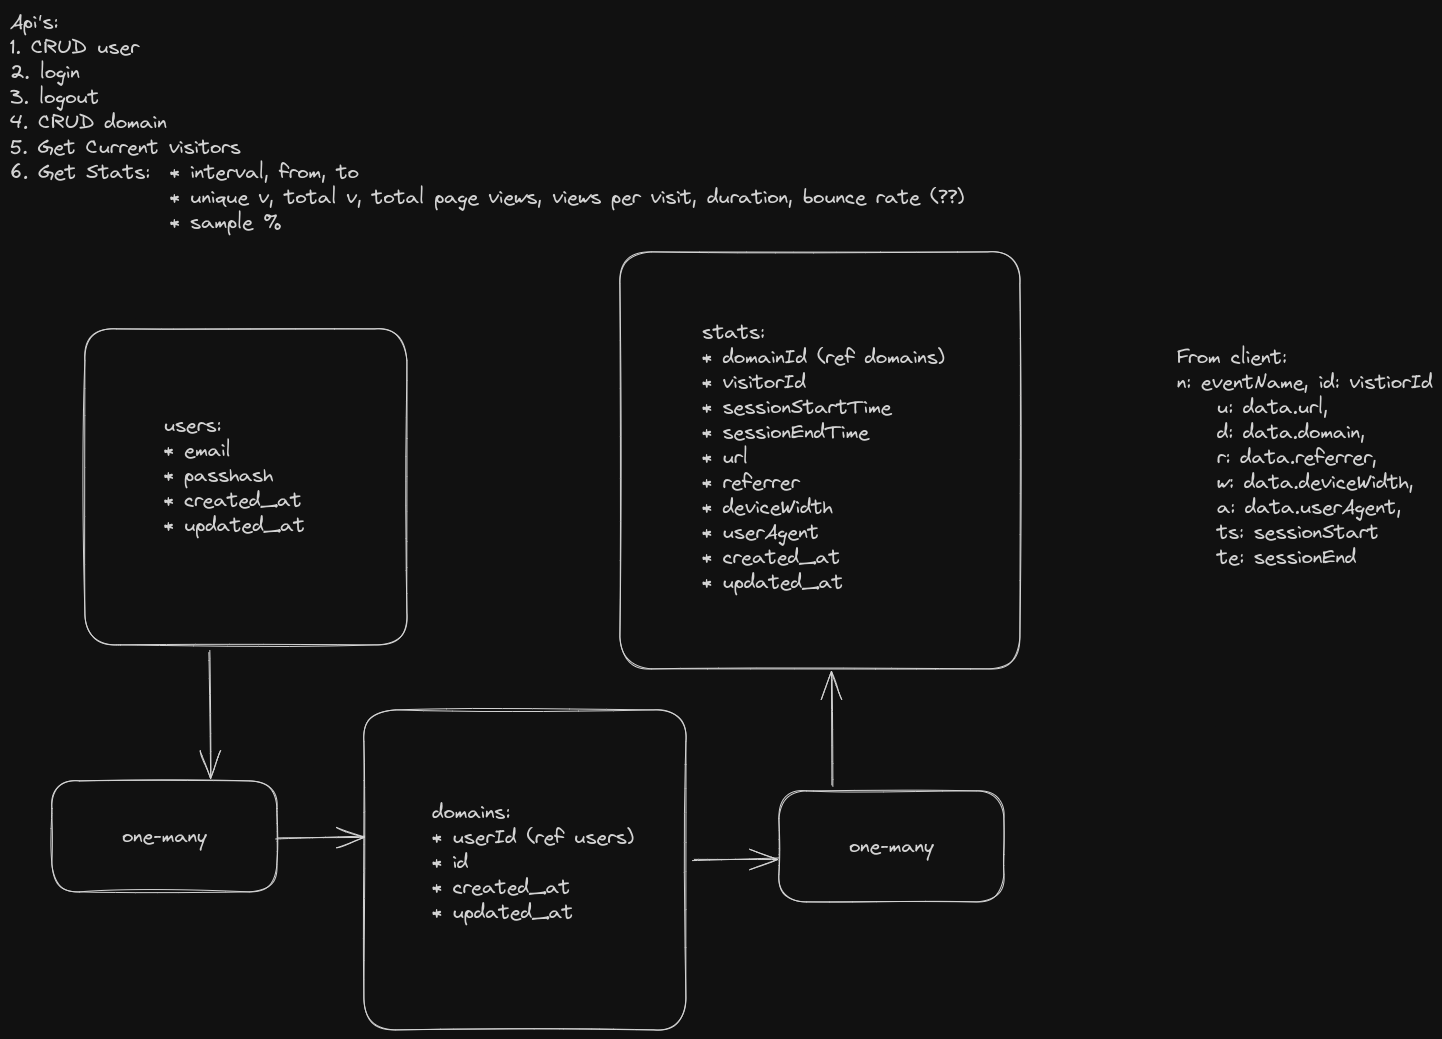 Api's:
1. CRUD user
2. login
3. logout
4. CRUD domain
5. Get Current visitors
6. Get Stats: * interval, from, to
* unique v, total v, total page views, views per visit, duration, bounce rate (??)
* sample %
users:
* email
* passhash
* created_at
* updated_at
stats:
* domainId (ref domains)
* visitorId
* sessionStartTime
* sessionEndTime
* url
* referrer
* deviceWidth
* userAgent
* created_at
* updated_at
From client:
n: eventName, id: vistiorId
u: data.url,
d: data.domain,
r: data.referrer,
w: data.deviceWidth,
a: data.userAgent,
ts: sessionStart
te: sessionEnd
one-many
domains:
* userId (ref users)
* id
* created_at
* updated_at
one-many